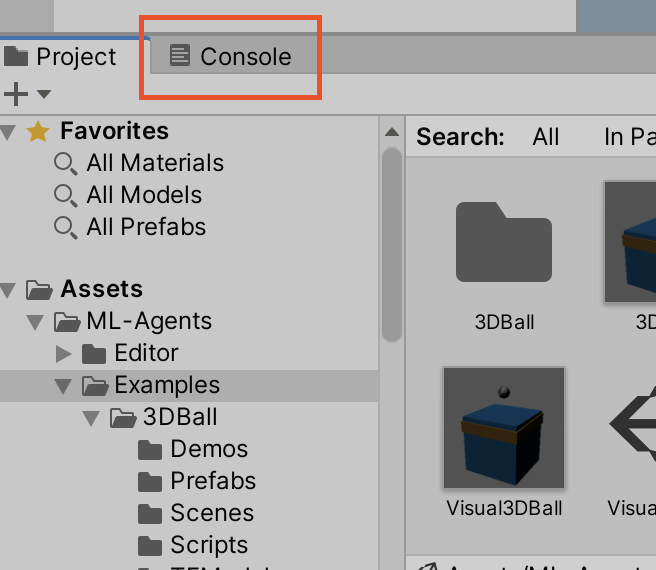 Project
Console
Favorites
All Materials
All Models
All Prefabs
Assets
ML-Agents
Editor
Examples
3DBall
Demos
Prefabs
Scenes
Scripts
Search: All In Pa
3DBall
3D
Visual3DBall
Visua